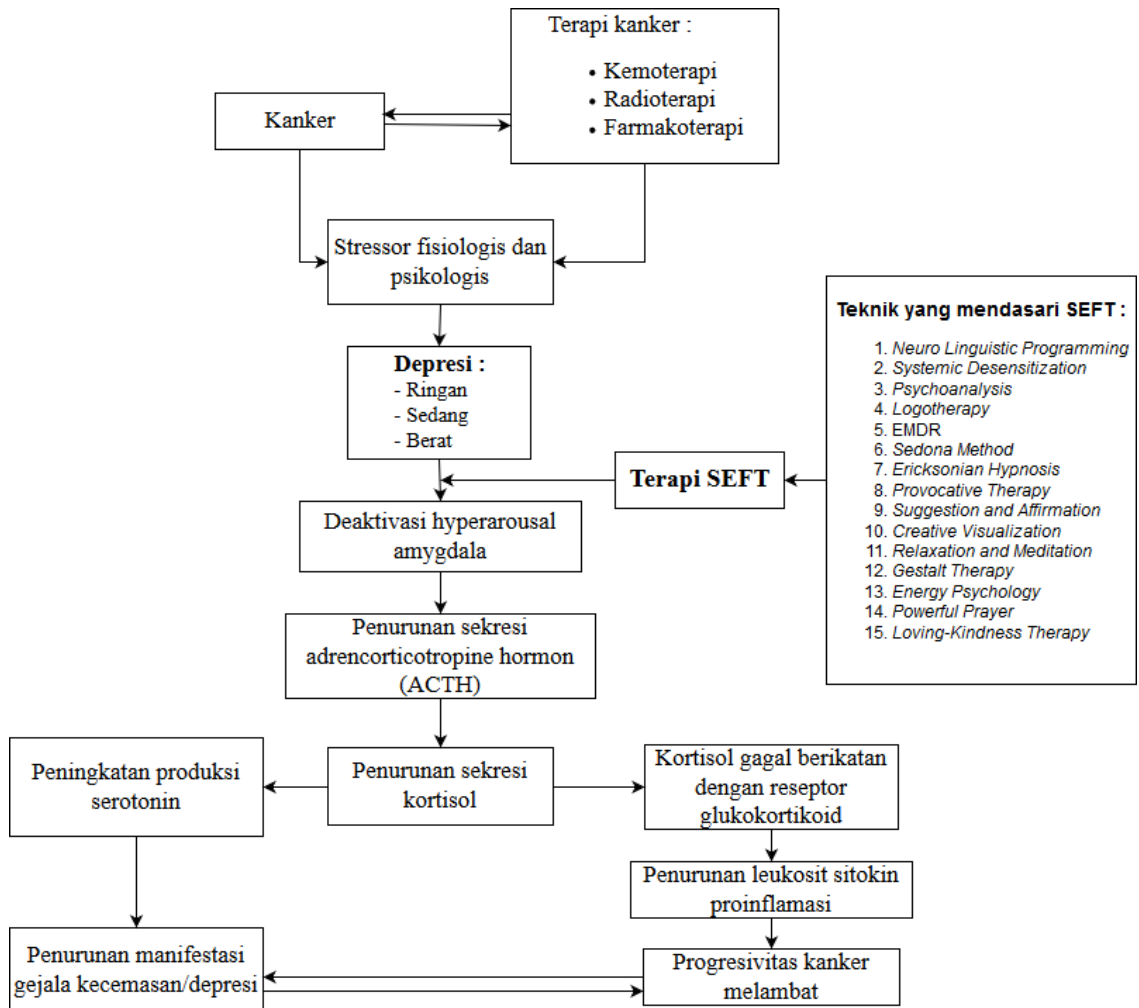 Terapi kanker :
• Kemoterapi
• Radioterapi
• Farmakoterapi
Kanker
Stressor fisiologis dan
psikologis
Depresi :
- Ringan
- Sedang
- Berat
Teknik yang mendasari SEFT :
1. Neuro Linguistic Programming
2. Systemic Desensitization
3. Psychoanalysis
4. Logotherapy
5. EMDR
6. Sedona Method
7. Ericksonian Hypnosis
8. Provocative Therapy
9. Suggestion and Affirmation
10. Creative Visualization
11. Relaxation and Meditation
12. Gestalt Therapy
13. Energy Psychology
14. Powerful Prayer
15. Loving-Kindness Therapy
Terapi SEFT
Deaktivasi hyperarousal
amygdala
Penurunan sekresi
adrencorticotropine hormon
(ACTH)
Penurunan sekresi
kortisol
Peningkatan produksi
serotonin
Kortisol gagal berikatan
dengan reseptor
glukokortikoid
Penurunan leukosit sitokin
proinflamasi
Penurunan manifestasi
gejala kecemasan/depresi
Progresivitas kanker
melambat